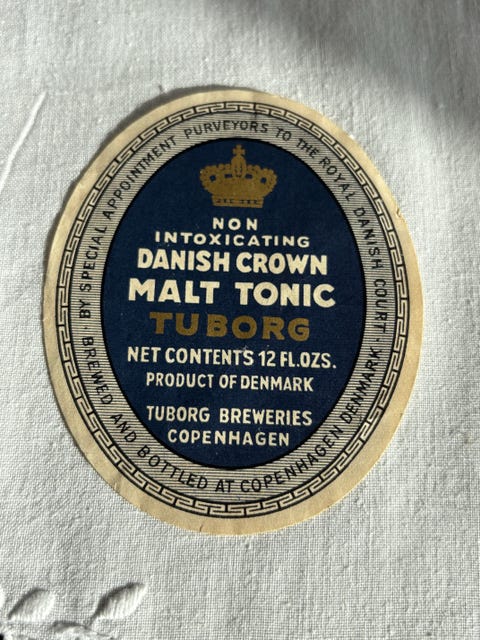 BY SPECIAL APPOINTMENT PURVEYORS TO THE ROYAL DANISH COURT.
NON
INTOXICATING
DANISH CROWN
MALT TONIC
TUBORG
NET CONTENTS 12 FL.OZS.
PRODUCT OF DENMARK
TUBORG BREWERIES
COPENHAGEN
BREWED AND BOTTLED AT COPENHAGEN DENMARK.